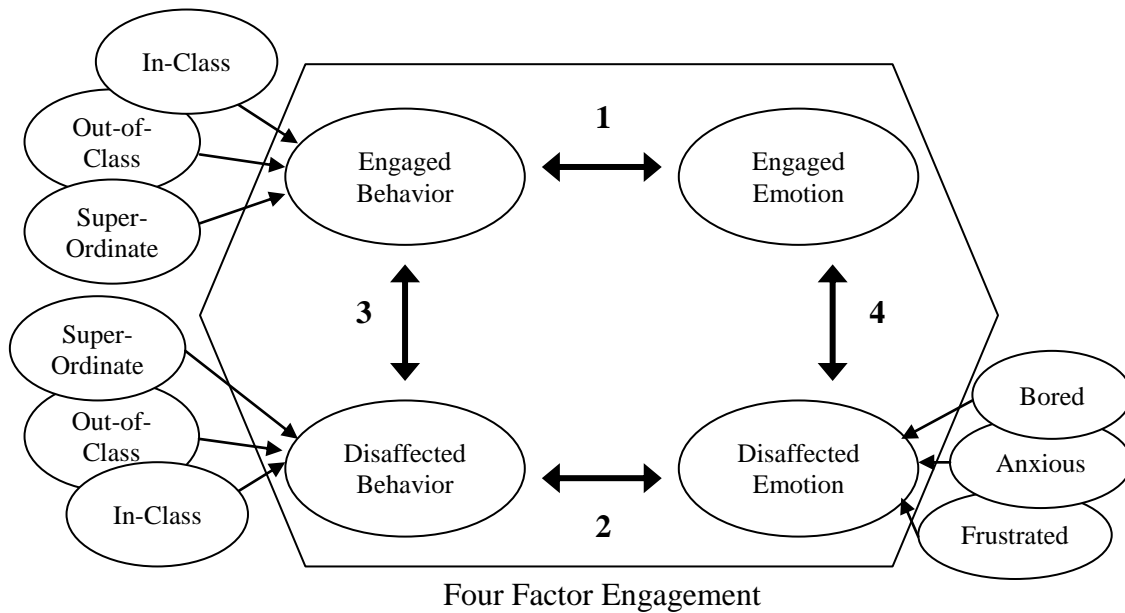 In-Class
Out-of-
Class
Super-
Ordinate
Engaged
Behavior
1
Engaged
Emotion
3
4
Super-
Ordinate
Out-of-
Class
In-Class
Disaffected
Behavior
2
Disaffected
Emotion
Bored
Anxious
Frustrated
Four Factor Engagement